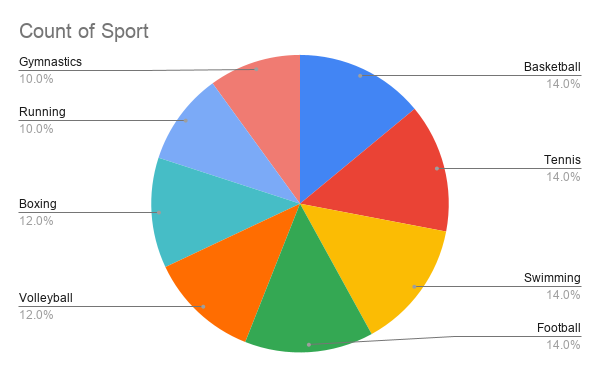 Count of Sport
Gymnastics
10.0%
Running
10.0%
Boxing
12.0%
Volleyball
12.0%
Basketball
14.0%
Tennis
14.0%
Swimming
14.0%
Football
14.0%